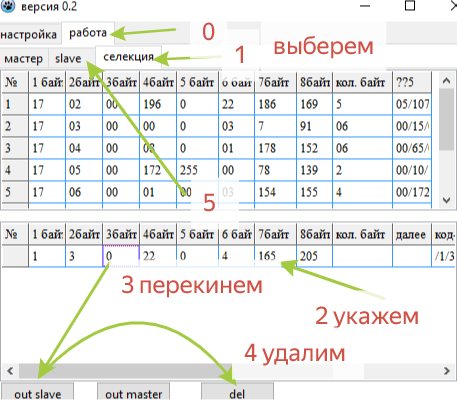 версия 0.2
настройка работа 0
мастер slave селекция 1 выберем
№ 1 байт 2байт 3байт 4байт 5 байт 6 байт 7байт 8байт кол. байт ??5
1 17 02 00 196 0 22 186 169 5 05/107
2 17 03 00 00 0 03 7 91 06 00/15/
3 17 04 00 08 0 01 178 152 06 00/65/
4 17 05 00 172 255 00 78 139 2 00/10/
5 17 06 00 01 00 03 154 155 4 00/172
5
№ 1 байт 2байт 3байт 4байт 5 байт 6 байт 7байт 8байт кол. байт далее код-
1 3 0 22 0 4 165 205 /1/3
3 перекинем
2 укажем
4 удалим
out slave out master del